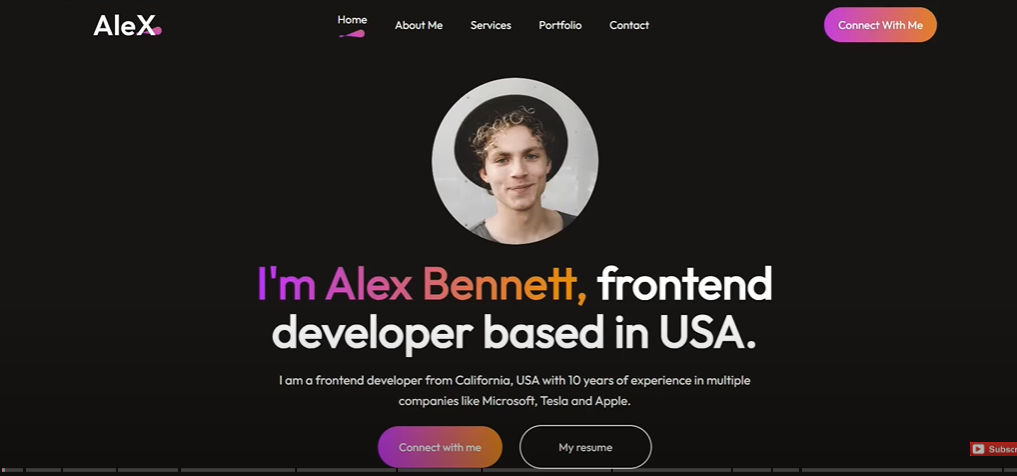 AleX
Home
About Me
Services
Portfolio
Contact
Connect With Me
I'm Alex Bennett, frontend
developer based in USA.
I am a frontend developer from California, USA with 10 years of experience in multiple
companies like Microsoft, Tesla and Apple.
Connect with me
My resume
Subscr